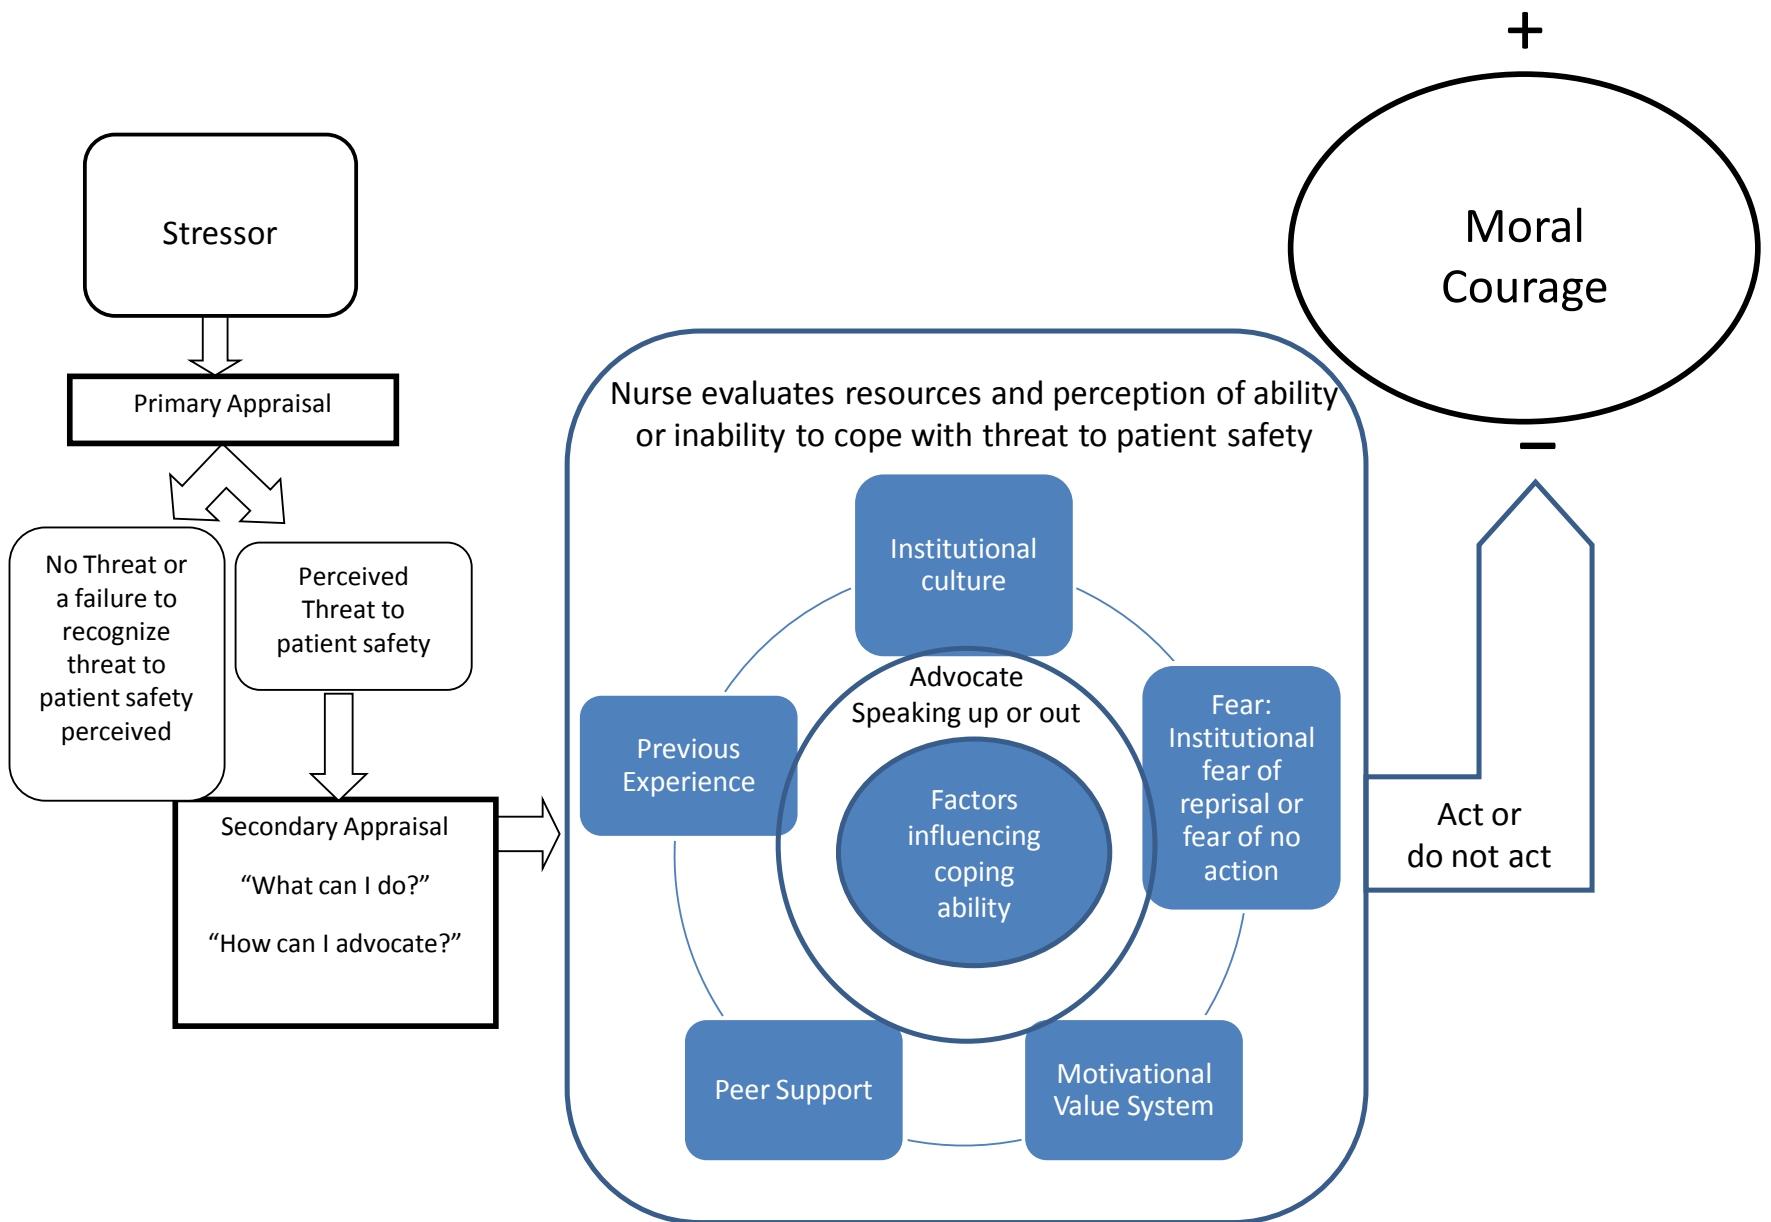 Stressor
Primary Appraisal
No Threat or
a failure to
recognize
threat to
patient safety
perceived
Perceived
Threat to
patient safety
Secondary Appraisal
“What can I do?”
“How can I advocate?”
Nurse evaluates resources and perception of ability
or inability to cope with threat to patient safety
Institutional
culture
Advocate
Speaking up or out
Previous
Experience
Factors
influencing
coping
ability
Fear:
Institutional
fear of
reprisal or
fear of no
action
Peer Support
Motivational
Value System
Act or
do not act
+
Moral
Courage
–